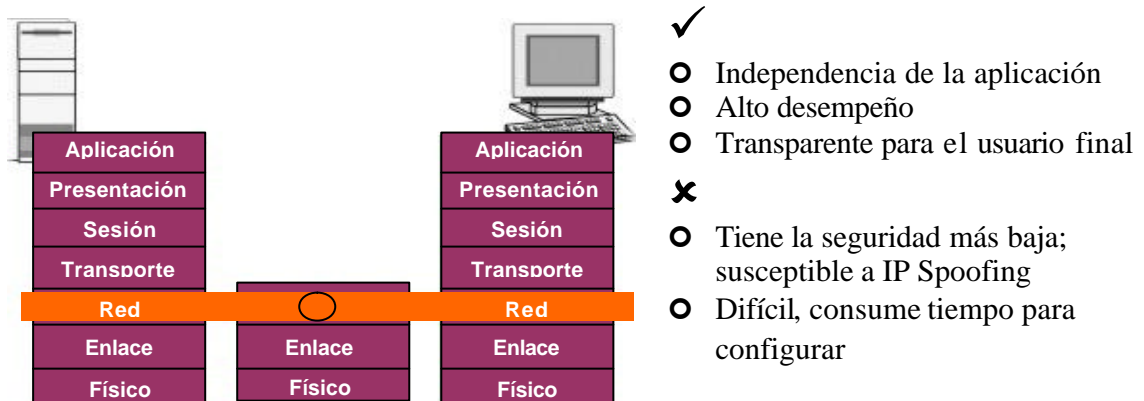 Aplicación
Presentación
Sesión
Transporte
Red
Enlace
Físico
Enlace
Físico
Aplicación
Presentación
Sesión
Transporte
Red
Enlace
Físico
✓
Independencia de la aplicación
Alto desempeño
Transparente para el usuario final
✗
Tiene la seguridad más baja;
susceptible a IP Spoofing
Difícil, consume tiempo para
configurar